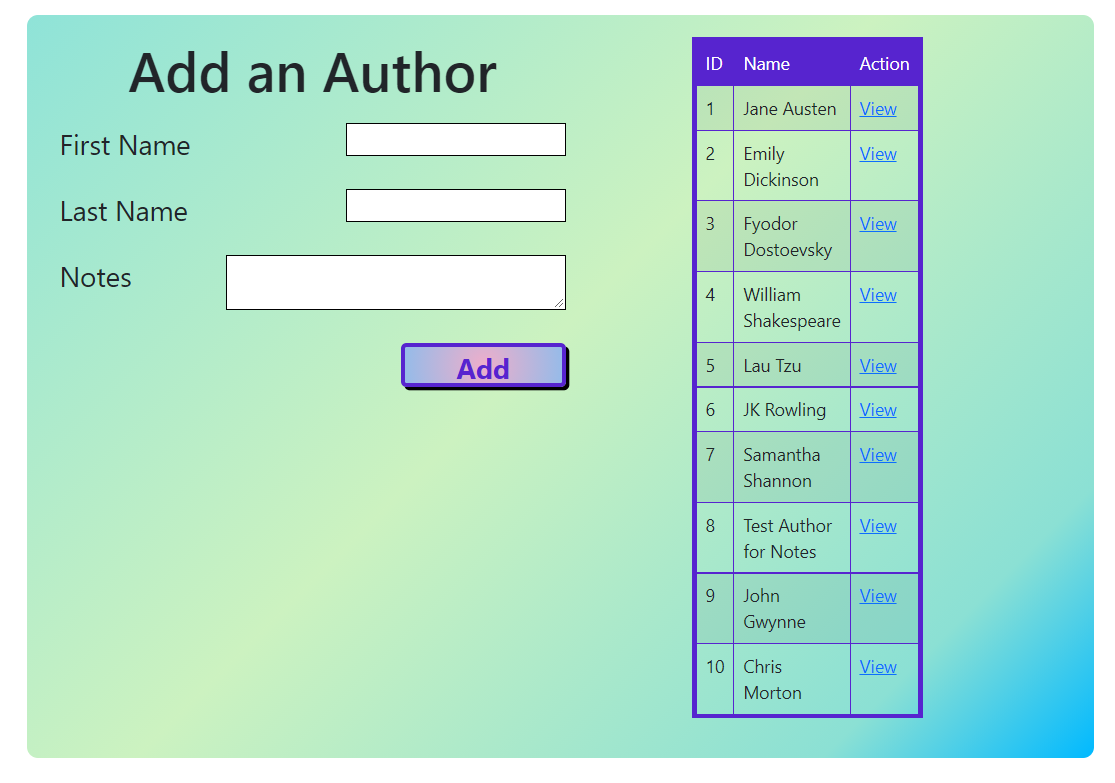 Add an Author
First Name
Last Name
Notes
Add
ID Name Action
1 Jane Austen View
2 Emily View
Dickinson
3 Fyodor View
Dostoevsky
4 William View
Shakespeare
5 Lau Tzu View
6 JK Rowling View
7 Samantha View
Shannon
8 Test Author View
for Notes
9 John View
Gwynne
10 Chris View
Morton